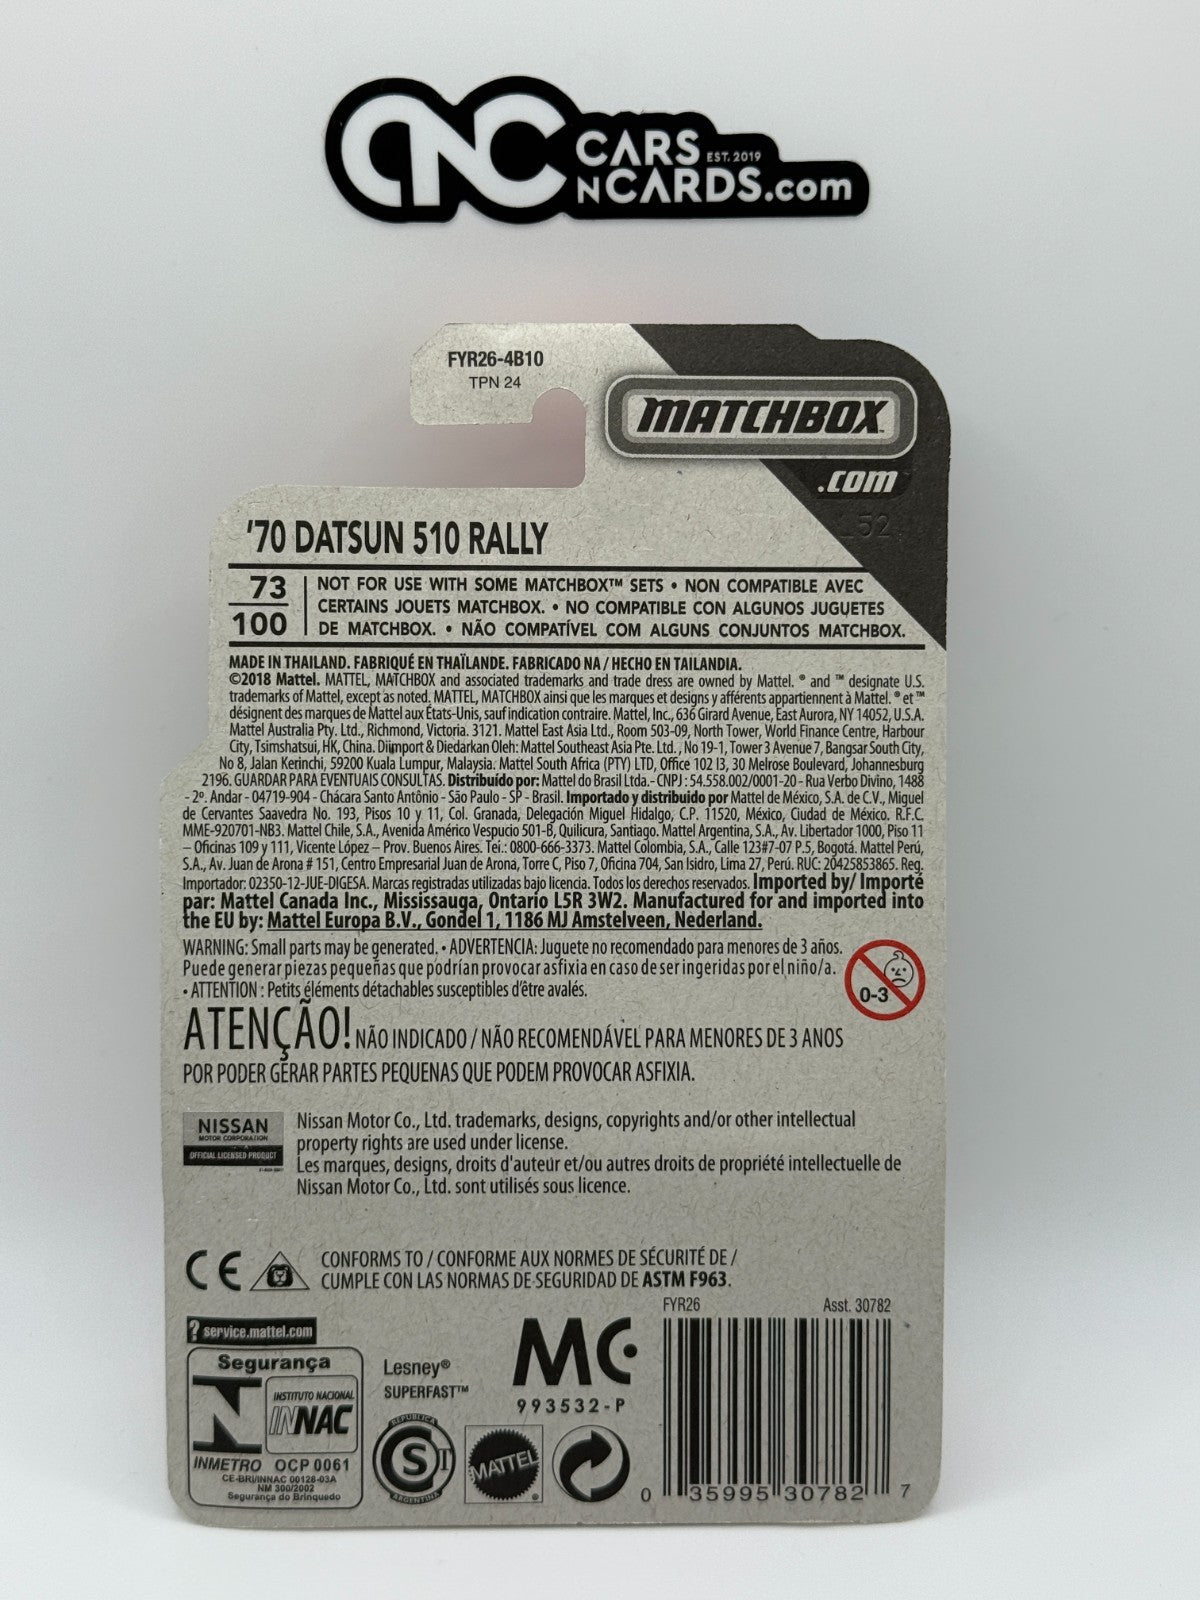 CNC CARS EST. 2019
NCARDS.com
FYR26-4B10
TPN 24
MATCHBOX™
.com
52
'70 DATSUN 510 RALLY
73
100
NOT FOR USE WITH SOME MATCHBOX™ SETS • NON COMPATIBLE AVEC
CERTAINS JOUETS MATCHBOX. • NO COMPATIBLE CON ALGUNOS JUGUETES
DE MATCHBOX. • NÃO COMPATÍVEL COM ALGUNS CONJUNTOS MATCHBOX.
MADE IN THAILAND. FABRIQUÉ EN THAÏLANDE. FABRICADO NA / HECHO EN TAILANDIA.
©2018 Mattel. MATTEL, MATCHBOX and associated trademarks and trade dress are owned by Mattel. ® and ™ designate U.S.
trademarks of Mattel, except as noted. MATTEL, MATCHBOX ainsi que les marques et designs y afférents appartiennent à Mattel. ® et ™
désignent des marques de Mattel aux États-Unis, sauf indication contraire. Mattel, Inc., 636 Girard Avenue, East Aurora, NY 14052, U.S.A.
Mattel Australia Pty. Ltd., Richmond, Victoria. 3121. Mattel East Asia Ltd., Room 503-09, North Tower, World Finance Centre, Harbour
City, Tsimshatsui, HK, China. Diimport & Diedarkan Oleh: Mattel Southeast Asia Pte. Ltd., No 19-1, Tower 3 Avenue 7, Bangsar South City,
No 8, Jalan Kerinchi, 59200 Kuala Lumpur, Malaysia. Mattel South Africa (PTY) LTD, Office 102 I3, 30 Melrose Boulevard, Johannesburg
2196. GUARDAR PARA EVENTUAIS CONSULTAS. Distribuído por: Mattel do Brasil Ltda.- CNPJ : 54.558.002/0001-20 - Rua Verbo Divino, 1488
- 2º. Andar - 04719-904 - Chácara Santo Antônio - São Paulo - SP - Brasil. Importado y distribuido por Mattel de México, S.A. de C.V., Miguel
de Cervantes Saavedra No. 193, Pisos 10 y 11, Col. Granada, Delegación Miguel Hidalgo, C.P. 11520, México, Ciudad de México. R.F.C.
MME-920701-NB3. Mattel Chile, S.A., Avenida Américo Vespucio 501-B, Quilicura, Santiago. Mattel Argentina, S.A., Av. Libertador 1000, Piso 11
– Oficinas 109 y 111, Vicente López – Prov. Buenos Aires. Tel.: 0800-666-3373. Mattel Colombia, S.A., Calle 123#7-07 P.5, Bogotá. Mattel Perú,
S.A., Av. Juan de Arona # 151, Centro Empresarial Juan de Arona, Torre C, Piso 7, Oficina 704, San Isidro, Lima 27, Perú. RUC: 20425853865. Reg.
Importador: 02350-12-JUE-DIGESA. Marcas registradas utilizadas bajo licencia. Todos los derechos reservados. Imported by/ Importé
par: Mattel Canada Inc., Mississauga, Ontario L5R 3W2. Manufactured for and imported into
the EU by: Mattel Europa B.V., Gondel 1, 1186 MJ Amstelveen, Nederland.
WARNING: Small parts may be generated. • ADVERTENCIA: Juguete no recomendado para menores de 3 años.
Puede generar piezas pequeñas que podrían provocar asfixia en caso de ser ingeridas por el niño/a.
• ATTENTION : Petits éléments détachables susceptibles d'être avalés.
0-3
ATENÇÃO! NÃO INDICADO / NÃO RECOMENDÁVEL PARA MENORES DE 3 ANOS
POR PODER GERAR PARTES PEQUENAS QUE PODEM PROVOCAR ASFIXIA.
NISSAN
MOTOR CORPORATION
OFFICIAL LICENSED PRODUCT
Nissan Motor Co., Ltd. trademarks, designs, copyrights and/or other intellectual
property rights are used under license.
Les marques, designs, droits d'auteur et/ou autres droits de propriété intellectuelle de
Nissan Motor Co., Ltd. sont utilisés sous licence.
CE
CONFORMS TO / CONFORME AUX NORMES DE SÉCURITÉ DE /
CUMPLE CON LAS NORMAS DE SEGURIDAD DE ASTM F963.
FYR26 Asst. 30782
? service.mattel.com
Segurança
INSTITUTO NACIONAL
INNAC
INMETRO OCP 0061
CE-BRI/INNAC 00128-03A
NM 300/2002
Segurança do Brinquedo
Lesney®
SUPERFAST™
MC
993532-P
REPUBLICA
S T
ARGENTINA
MATTEL
®
0 35995 30782 7